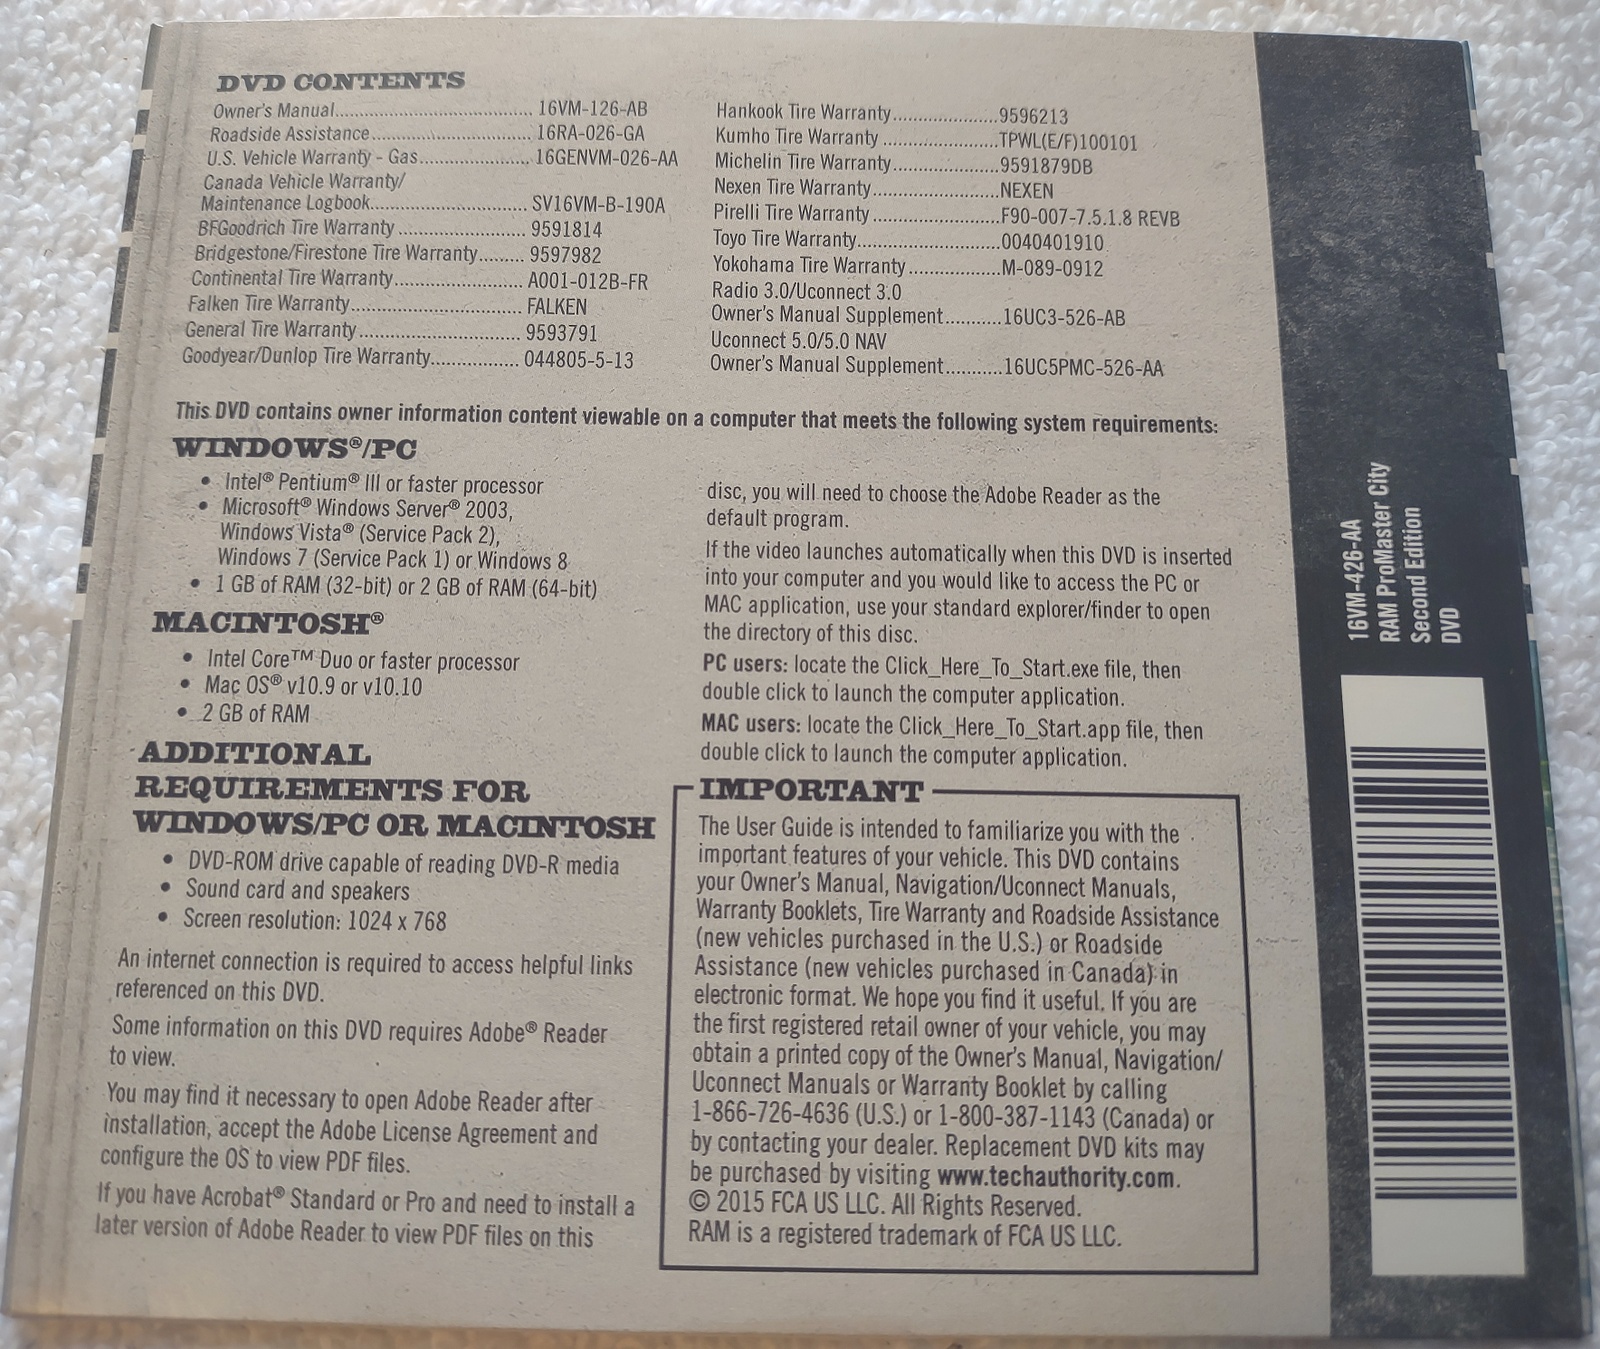 DVD CONTENTS
Owner's Manual.................................. 16VM-126-AB
Roadside Assistance........................... 16RA-026-GA
U.S. Vehicle Warranty - Gas.................. 16GENVM-026-AA
Canada Vehicle Warranty/
Maintenance Logbook.......................... SV16VM-B-190A
BFGoodrich Tire Warranty ..................... 9591814
Bridgestone/Firestone Tire Warranty......... 9597982
Continental Tire Warranty...................... A001-012B-FR
Falken Tire Warranty................................. FALKEN
General Tire Warranty........................... 9593791
Goodyear/Dunlop Tire Warranty................. 044805-5-13
Hankook Tire Warranty.....................9596213
Kumho Tire Warranty .......................TPWL(E/F)100101
Michelin Tire Warranty.....................9591879DB
Nexen Tire Warranty........................NEXEN
Pirelli Tire Warranty........................F90-007-7.5.1.8 REVB
Toyo Tire Warranty...........................0040401910
Yokohama Tire Warranty..................M-089-0912
Radio 3.0/Uconnect 3.0
Owner's Manual Supplement...........16UC3-526-AB
Uconnect 5.0/5.0 NAV
Owner's Manual Supplement...........16UC5PMC-526-AA
This DVD contains owner information content viewable on a computer that meets the following system requirements:
WINDOWS®/PC
• Intel® Pentium® III or faster processor
• Microsoft® Windows Server® 2003,
Windows Vista® (Service Pack 2),
Windows 7 (Service Pack 1) or Windows 8
• 1 GB of RAM (32-bit) or 2 GB of RAM (64-bit)
MACINTOSH®
• Intel Core™ Duo or faster processor
• Mac OS® v10.9 or v10.10
• 2 GB of RAM
ADDITIONAL
REQUIREMENTS FOR
WINDOWS/PC OR MACINTOSH
• DVD-ROM drive capable of reading DVD-R media
• Sound card and speakers
• Screen resolution: 1024 x 768
An internet connection is required to access helpful links
referenced on this DVD.
Some information on this DVD requires Adobe® Reader
to view.
You may find it necessary to open Adobe Reader after
installation, accept the Adobe License Agreement and
configure the OS to view PDF files.
If you have Acrobat® Standard or Pro and need to install a
later version of Adobe Reader to view PDF files on this
disc, you will need to choose the Adobe Reader as the
default program.
If the video launches automatically when this DVD is inserted
into your computer and you would like to access the PC or
MAC application, use your standard explorer/finder to open
the directory of this disc.
PC users: locate the Click_Here_To_Start.exe file, then
double click to launch the computer application.
MAC users: locate the Click_Here_To_Start.app file, then
double click to launch the computer application.
IMPORTANT
The User Guide is intended to familiarize you with the
important features of your vehicle. This DVD contains
your Owner's Manual, Navigation/Uconnect Manuals,
Warranty Booklets, Tire Warranty and Roadside Assistance
(new vehicles purchased in the U.S.) or Roadside
Assistance (new vehicles purchased in Canada) in
electronic format. We hope you find it useful. If you are
the first registered retail owner of your vehicle, you may
obtain a printed copy of the Owner's Manual, Navigation/
Uconnect Manuals or Warranty Booklet by calling
1-866-726-4636 (U.S.) or 1-800-387-1143 (Canada) or
by contacting your dealer. Replacement DVD kits may
be purchased by visiting www.techauthority.com.
© 2015 FCA US LLC. All Rights Reserved.
RAM is a registered trademark of FCA US LLC.
16VM-426-AA
RAM ProMaster City
Second Edition
DVD